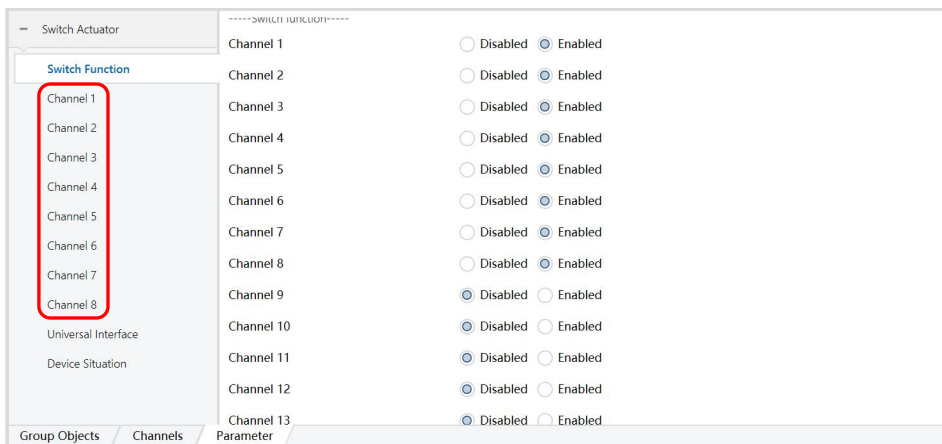 -----Switch function-----
– Switch Actuator
Channel 1 Disabled Enabled
Switch Function
Channel 2 Disabled Enabled
Channel 1
Channel 3 Disabled Enabled
Channel 2
Channel 4 Disabled Enabled
Channel 3
Channel 5 Disabled Enabled
Channel 4
Channel 6 Disabled Enabled
Channel 5
Channel 7 Disabled Enabled
Channel 6
Channel 8 Disabled Enabled
Channel 7
Channel 9 Disabled Enabled
Channel 8
Channel 10 Disabled Enabled
Universal Interface
Channel 11 Disabled Enabled
Device Situation
Channel 12 Disabled Enabled
Channel 13 Disabled Enabled
Group Objects Channels Parameter